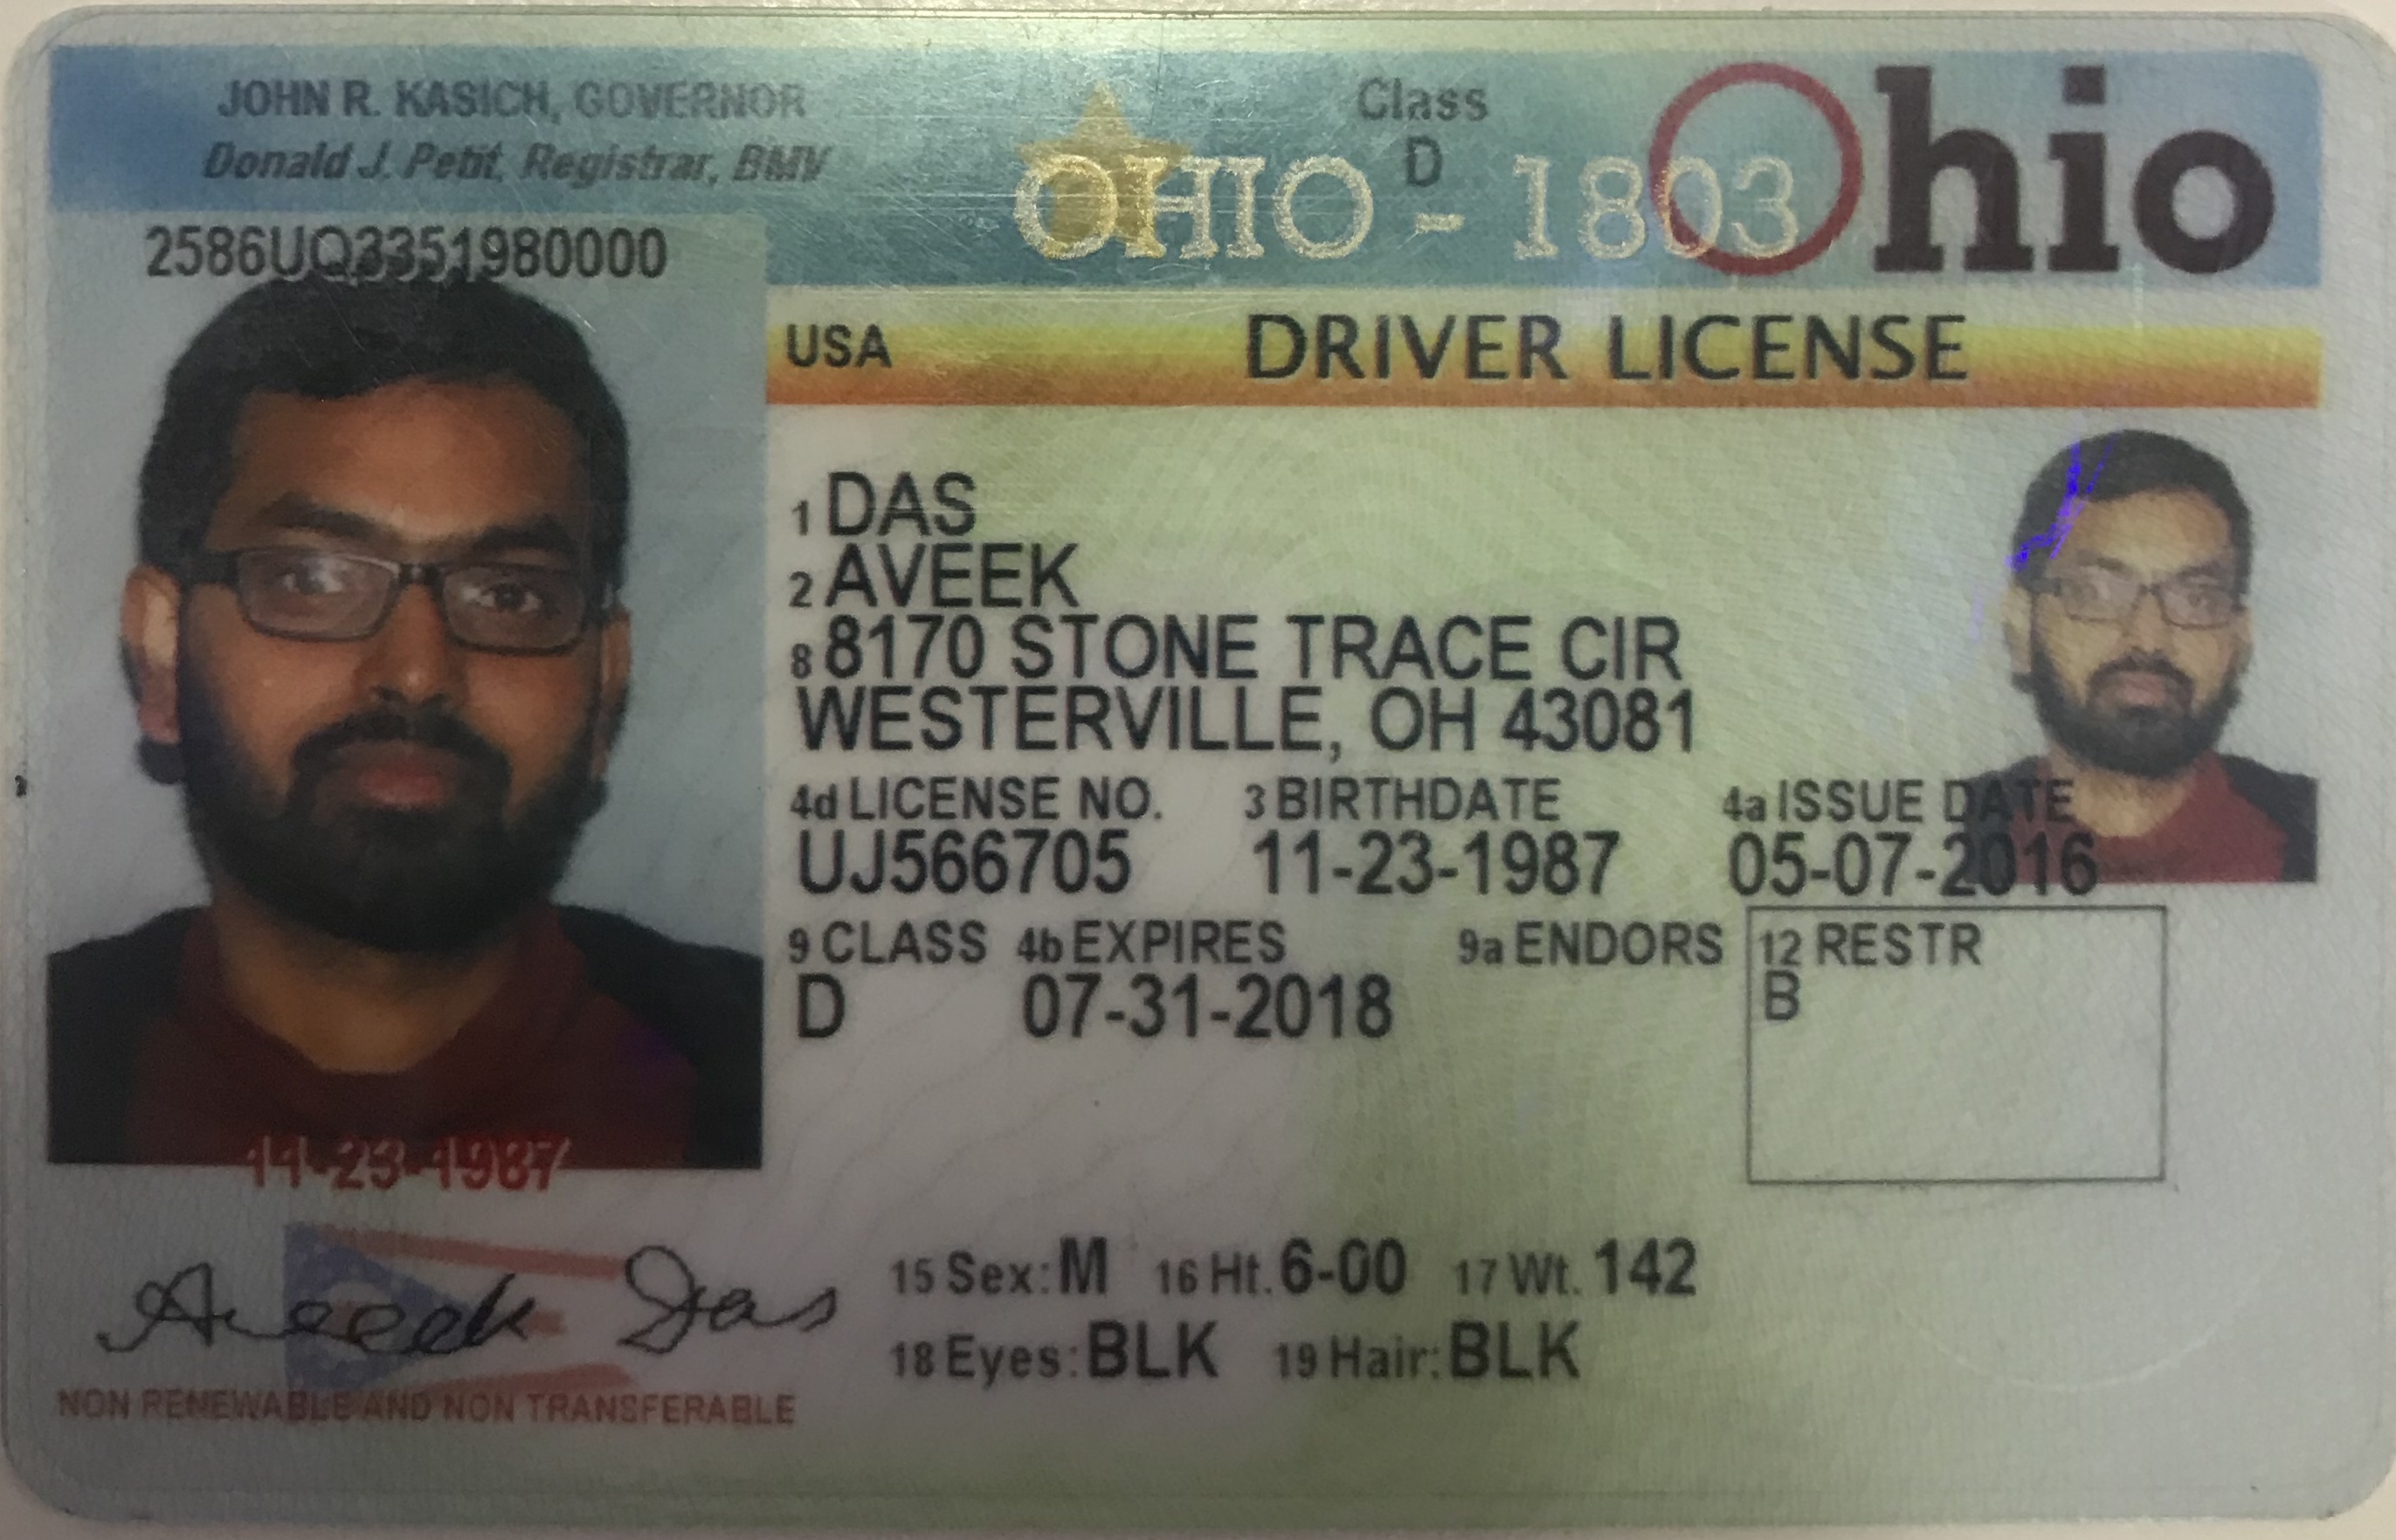 JOHN R. KASICH, GOVERNOR
Donald J. Petit, Registrar, BMV
Class
D
OHIO - 1803
Ohio
2586UQ3351980000
USA
DRIVER LICENSE
1 DAS
2 AVEEK
8 8170 STONE TRACE CIR
WESTERVILLE, OH 43081
4d LICENSE NO. 3 BIRTHDATE 4a ISSUE DATE
UJ566705 11-23-1987 05-07-2016
9 CLASS 4b EXPIRES 9a ENDORS 12 RESTR
D 07-31-2018 B
11-23-1987
Aveek Das
15 Sex: M 16 Ht. 6-00 17 Wt. 142
18 Eyes: BLK 19 Hair: BLK
NON RENEWABLE AND NON TRANSFERABLE